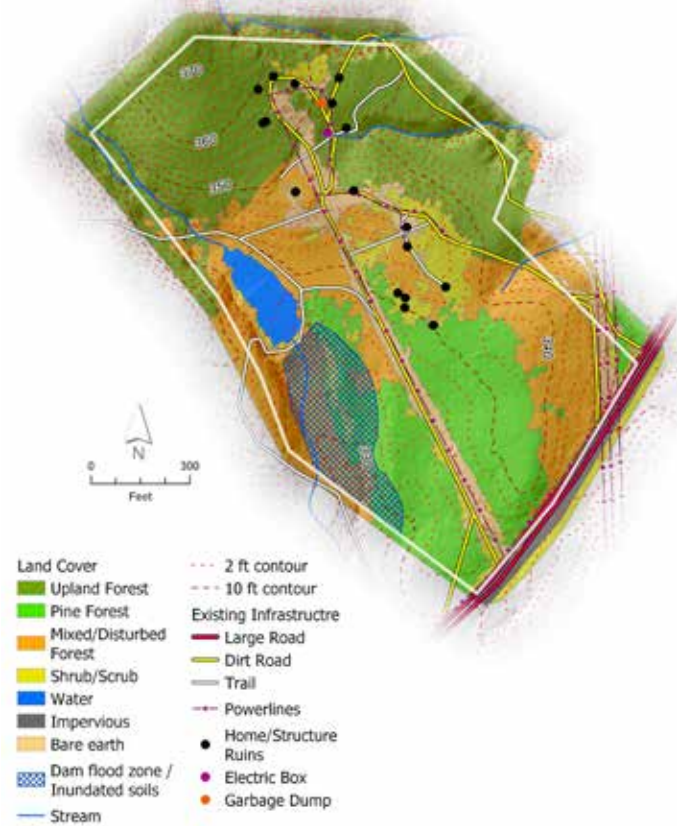 370
360
350
N
0 300
Feet
Land Cover
Upland Forest
Pine Forest
Mixed/Disturbed
Forest
Shrub/Scrub
Water
Impervious
Bare earth
Dam flood zone /
Inundated soils
Stream
2 ft contour
10 ft contour
Existing Infrastructre
Large Road
Dirt Road
Trail
Powerlines
Home/Structure
Ruins
Electric Box
Garbage Dump